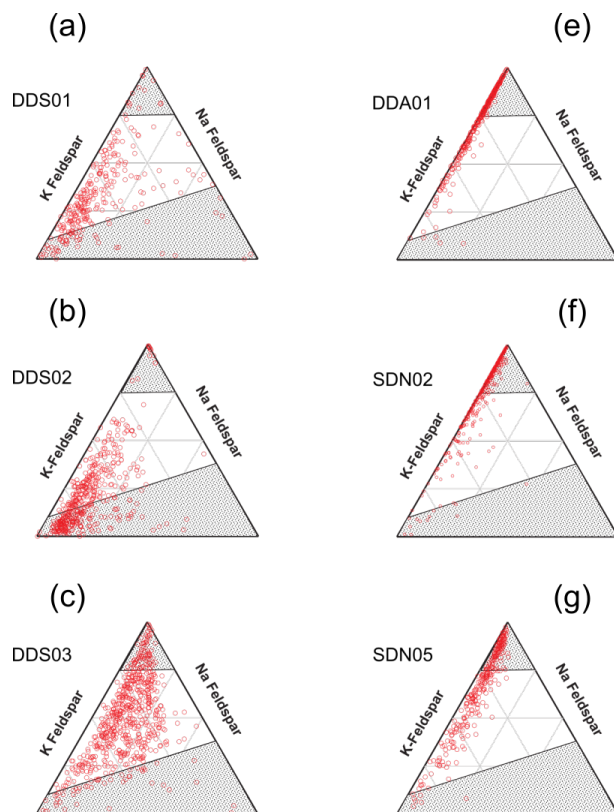 (a)
DDS01
K Feldspar
Na Feldspar
(b)
DDS02
K-Feldspar
Na Feldspar
(c)
DDS03
K Feldspar
Na Feldspar
(e)
DDA01
K-Feldspar
Na Feldspar
(f)
SDN02
K-Feldspar
Na Feldspar
(g)
SDN05
K-Feldspar
Na Feldspar